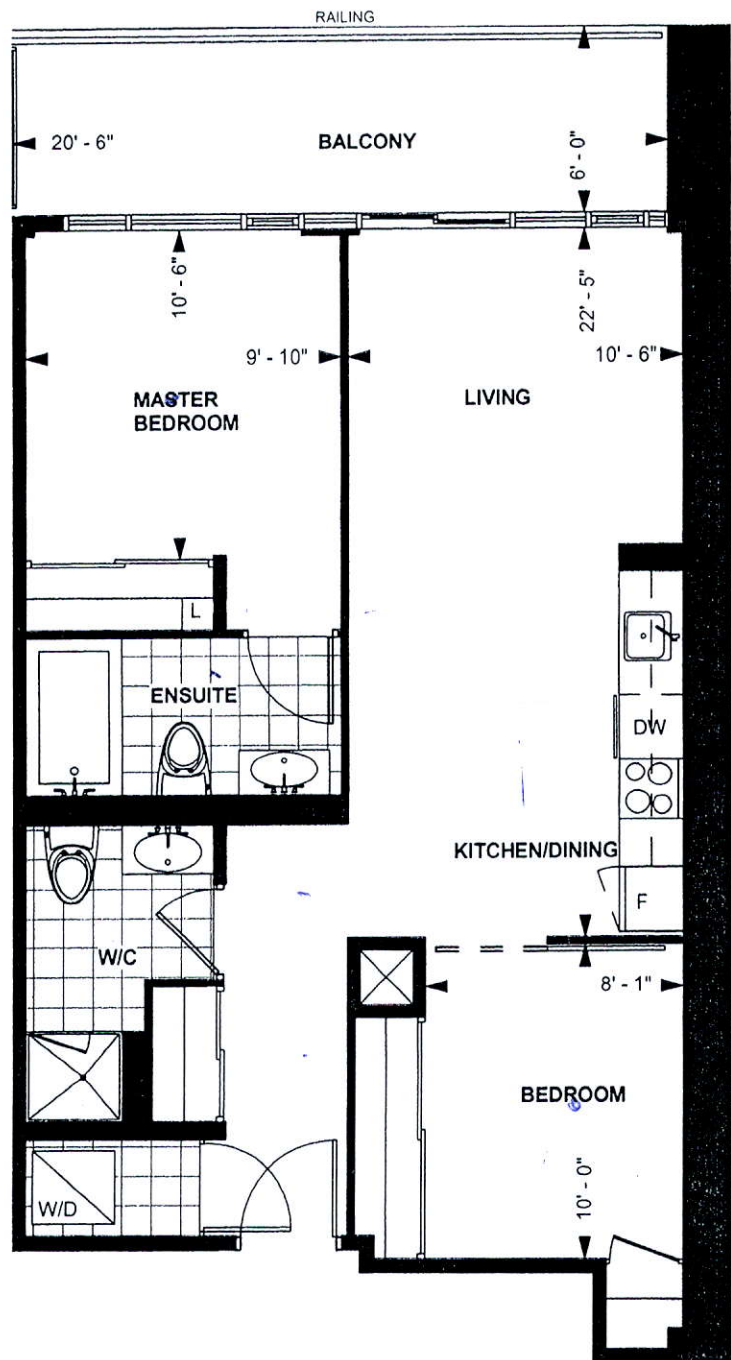 RAILING
20' - 6"
BALCONY
6' - 0"
10' - 6"
22' - 5"
9' - 10"
10' - 6"
MASTER
BEDROOM
LIVING
L
ENSUITE
DW
KITCHEN/DINING
F
W/C
8' - 1"
BEDROOM
10' - 0"
W/D